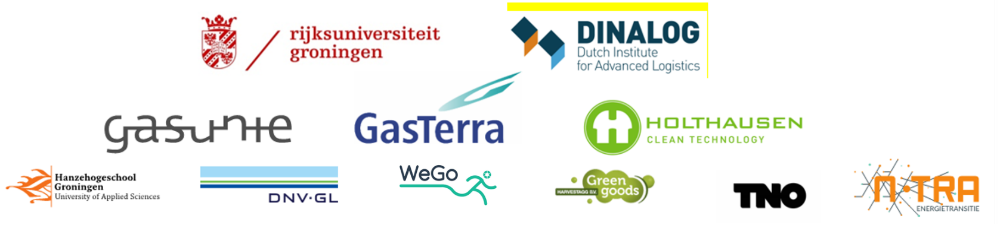 rijksuniversiteit
groningen
DINALOG
Dutch Institute
for Advanced Logistics
gasunie
GasTerra
HOLTHAUSEN
CLEAN TECHNOLOGY
Hanzehogeschool
Groningen
University of Applied Sciences
DNV·GL
WeGo
Green
goods
HARVESTAGG B.V.
TNO
N·TRA
ENERGIETRANSITIE